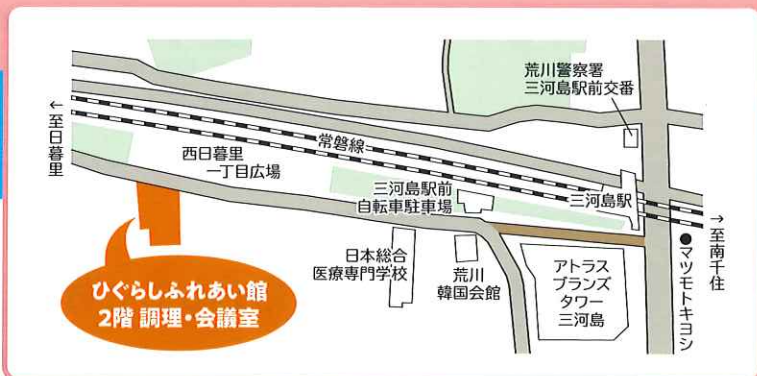 荒川警察署
三河島駅前交番
←至日暮里
常磐線
西日暮里
一丁目広場
三河島駅前
自転車駐車場
三河島駅
→至南千住
マツモトキヨシ
日本総合
医療専門学校
荒川
韓国会館
アトラス
ブランズ
タワー
三河島
ひぐらしふれあい館
2階 調理・会議室